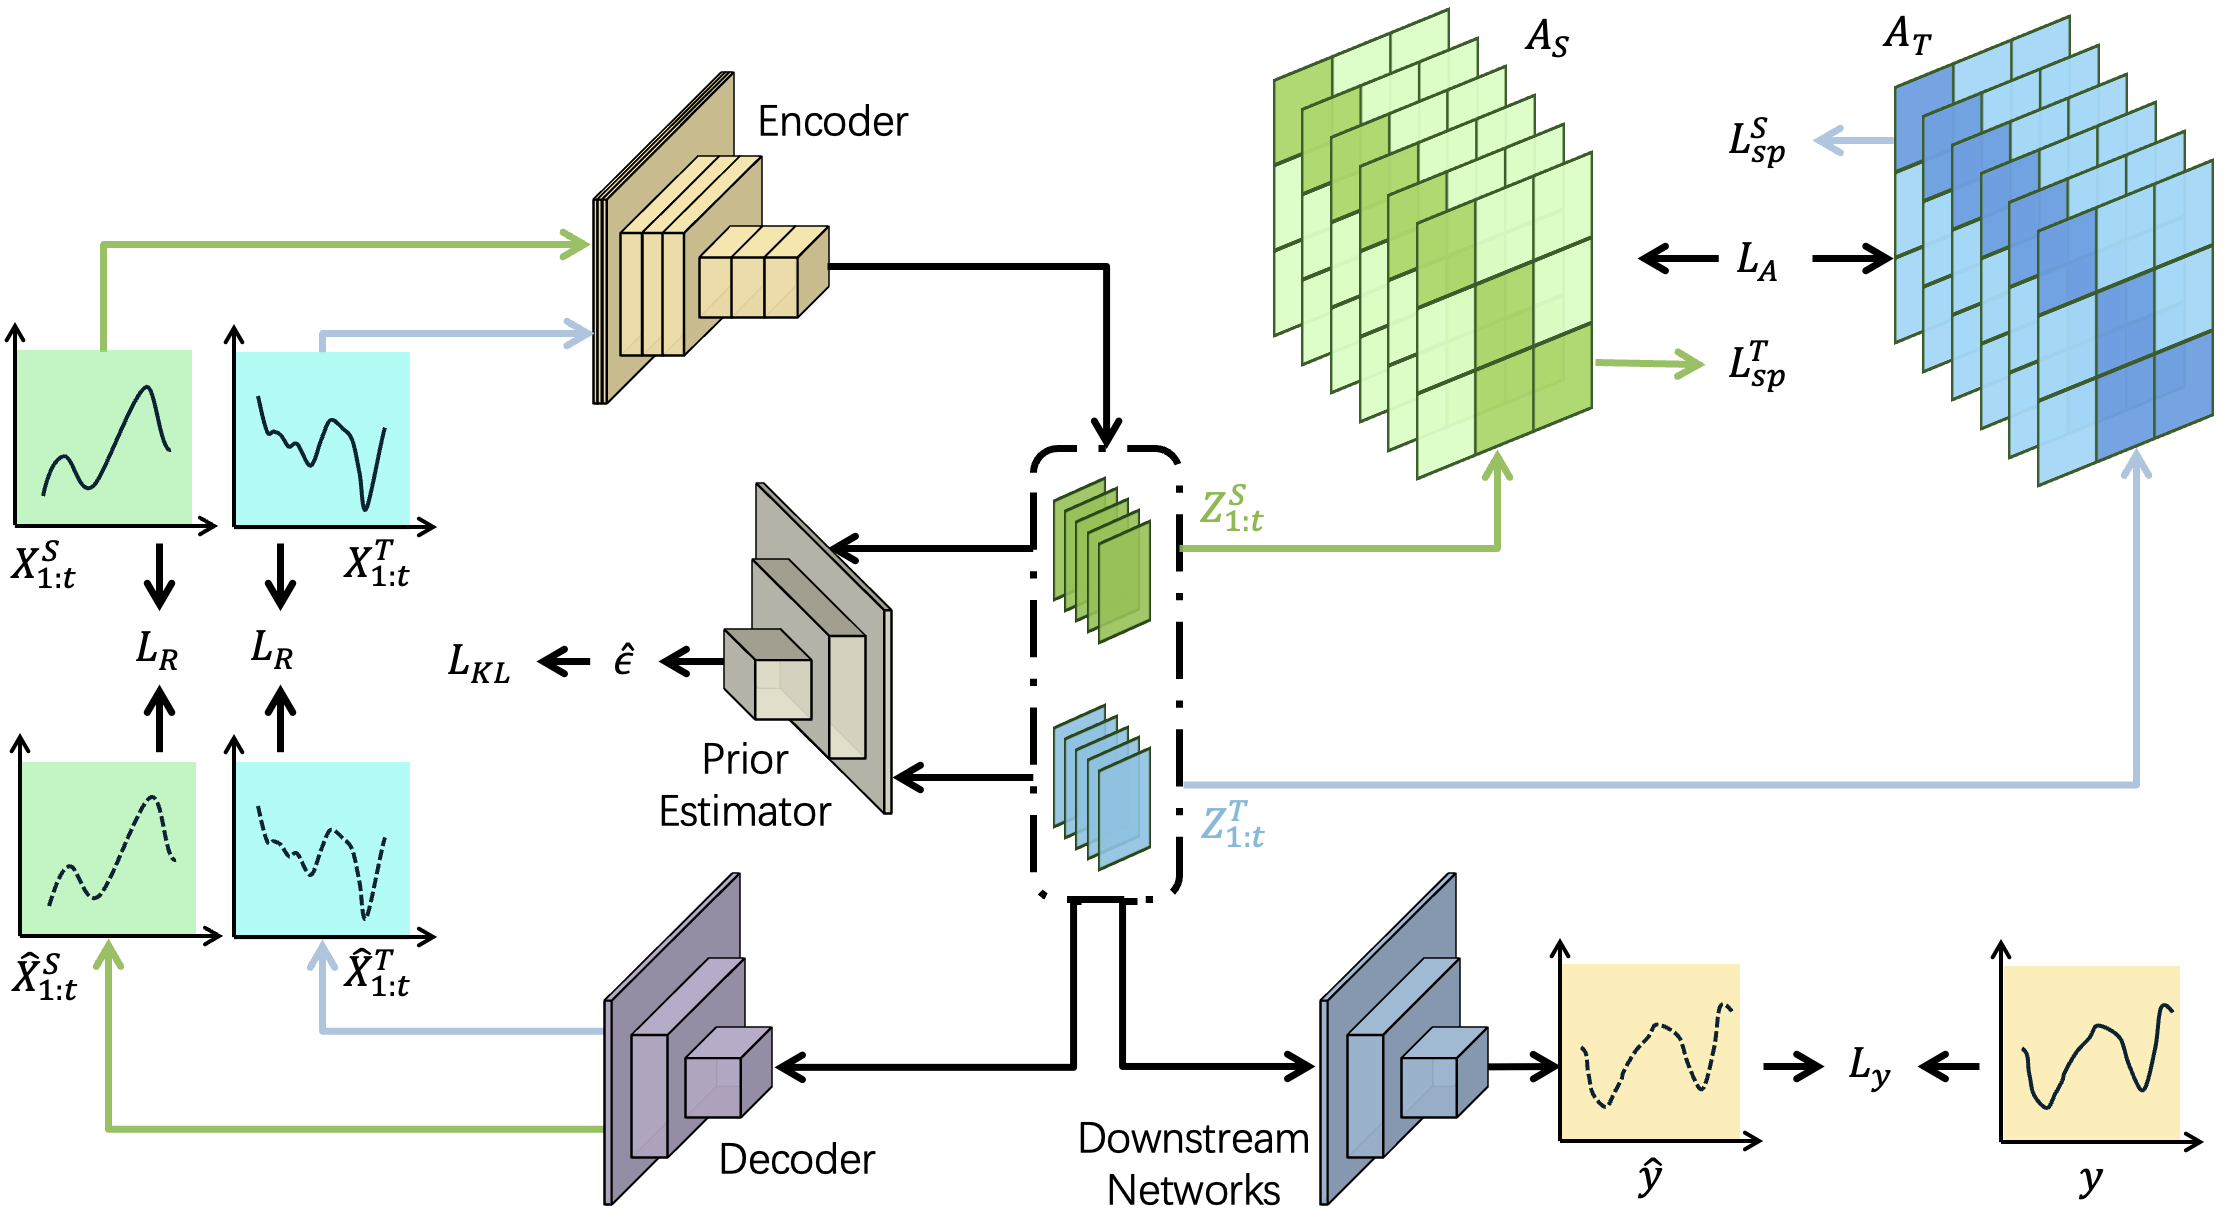 Encoder
A_S
A_T
L_{sp}^S
L_A
L_{sp}^T
X_{1:t}^S
X_{1:t}^T
Z_{1:t}^S
L_R
L_R
L_{KL}
\hat{ϵ}
Prior
Estimator
Z_{1:t}^T
\hat{X}_{1:t}^S
\hat{X}_{1:t}^T
Decoder
Downstream
Networks
L_y
\hat{y}
y